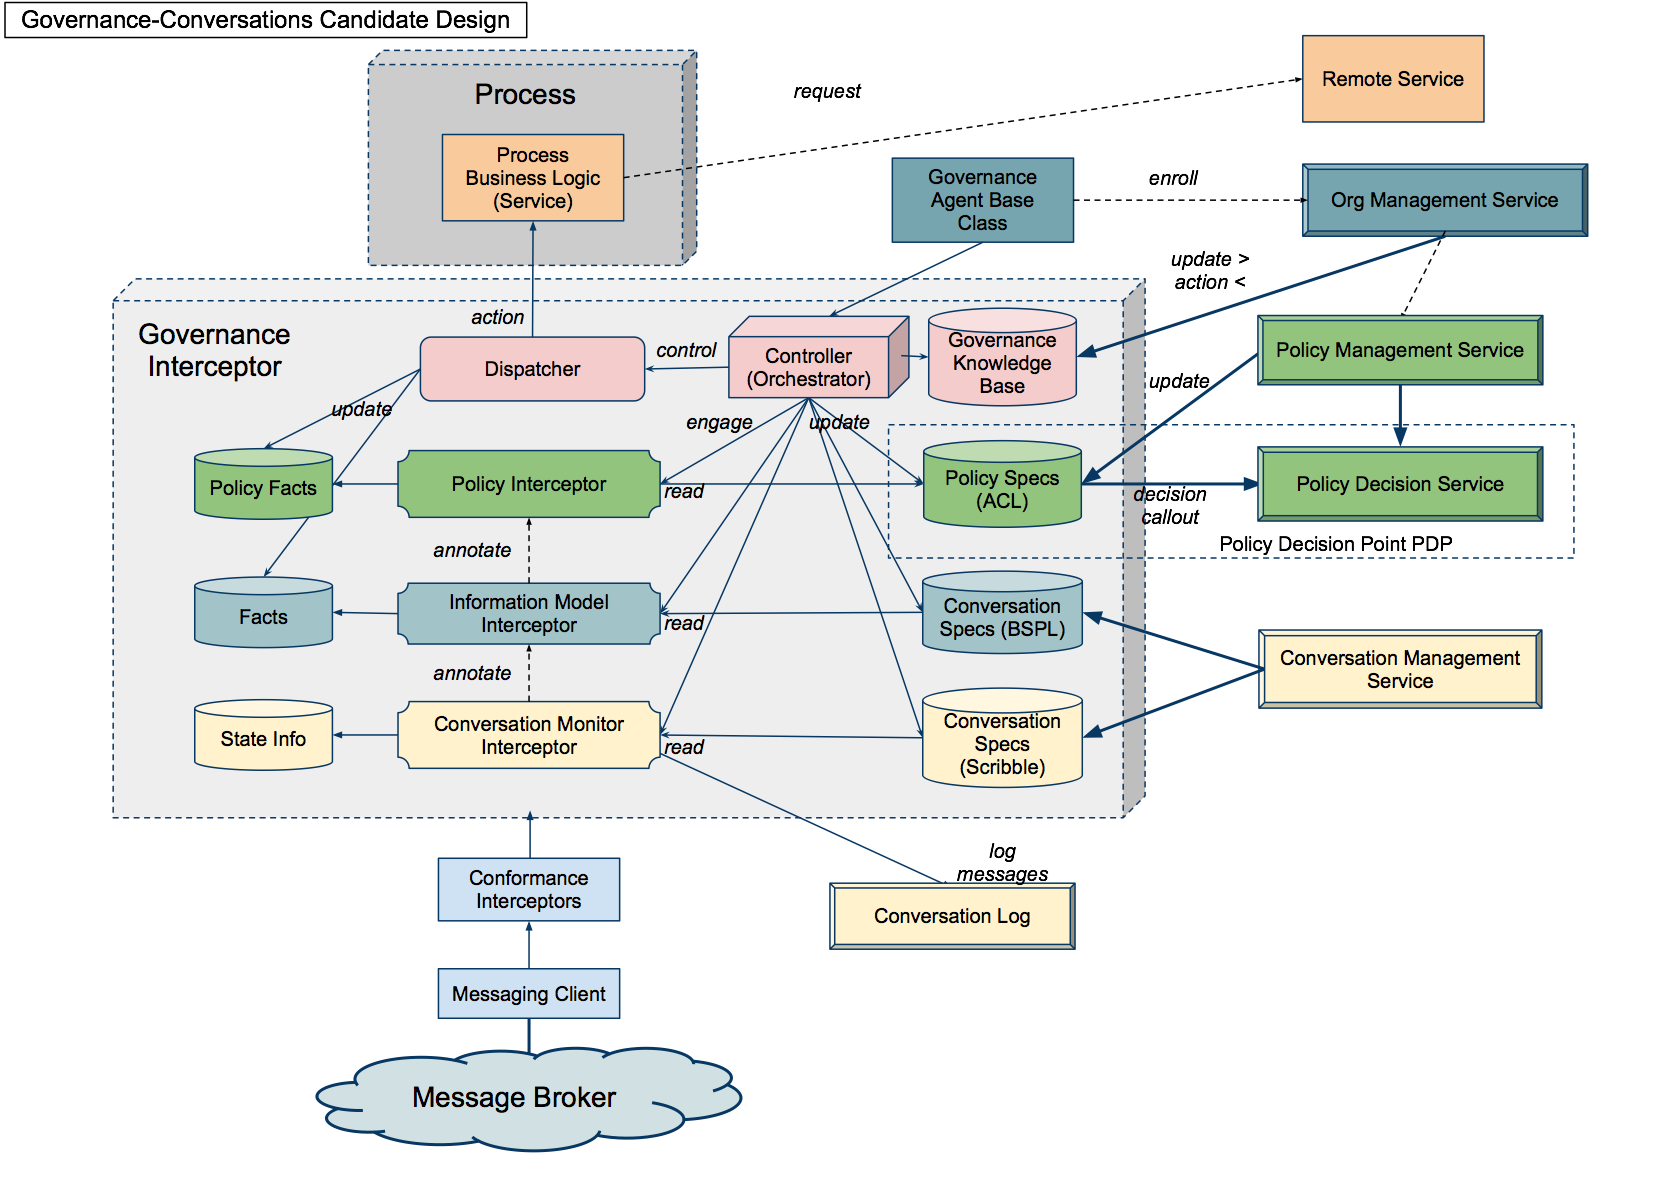 Governance-Conversations Candidate Design
Process
request
Remote Service
Process
Business Logic
(Service)
Governance
Agent Base
Class
enroll
Org Management Service
update >
action <
Governance
Interceptor
action
Dispatcher
control
Controller
(Orchestrator)
Governance
Knowledge
Base
Policy Management Service
update
update
engage
update
Policy Facts
Policy Interceptor
read
Policy Specs
(ACL)
decision
callout
Policy Decision Service
Policy Decision Point PDP
annotate
Facts
Information Model
Interceptor
read
Conversation
Specs (BSPL)
annotate
Conversation Management
Service
State Info
Conversation Monitor
Interceptor
read
Conversation
Specs
(Scribble)
log
messages
Conformance
Interceptors
Conversation Log
Messaging Client
Message Broker